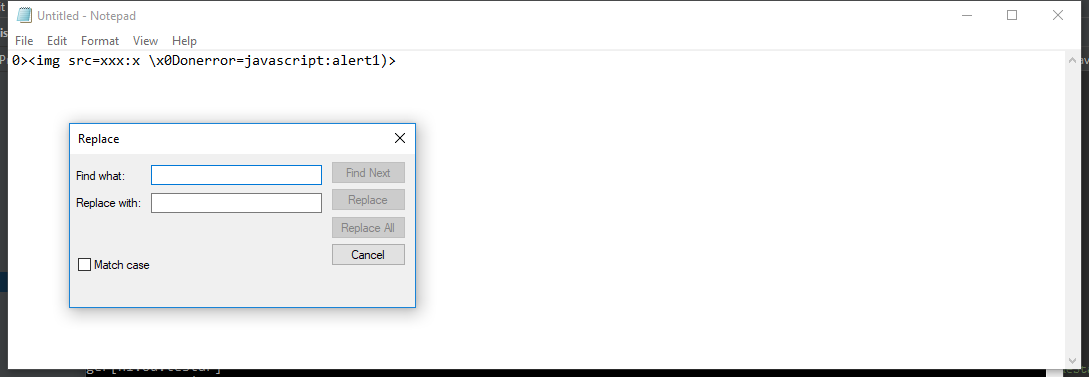 Untitled - Notepad
File Edit Format View Help
0><img src=xxx:x \x0Donerror=javascript:alert1)>
Replace
Find what: Find Next
Replace with: Replace
Replace All
Cancel
Match case